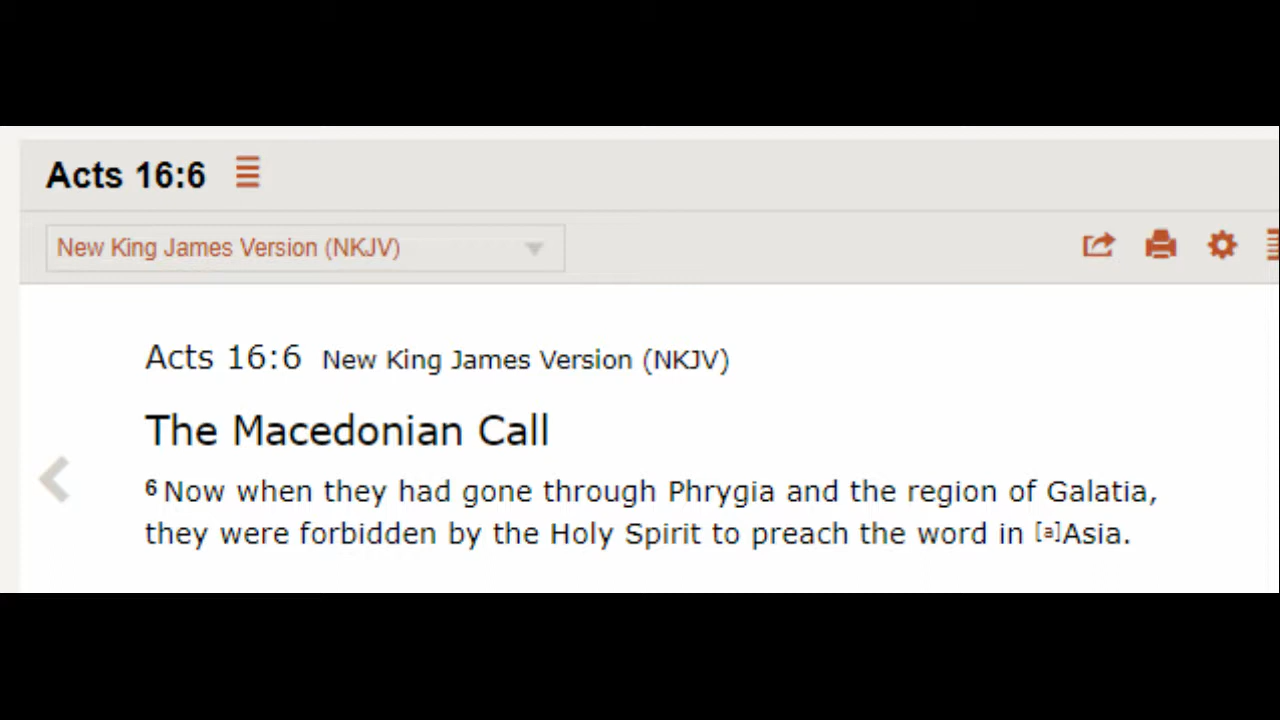 Acts 16:6
New King James Version (NKJV)
Acts 16:6 New King James Version (NKJV)
The Macedonian Call
6 Now when they had gone through Phrygia and the region of Galatia,
they were forbidden by the Holy Spirit to preach the word in [a]Asia.